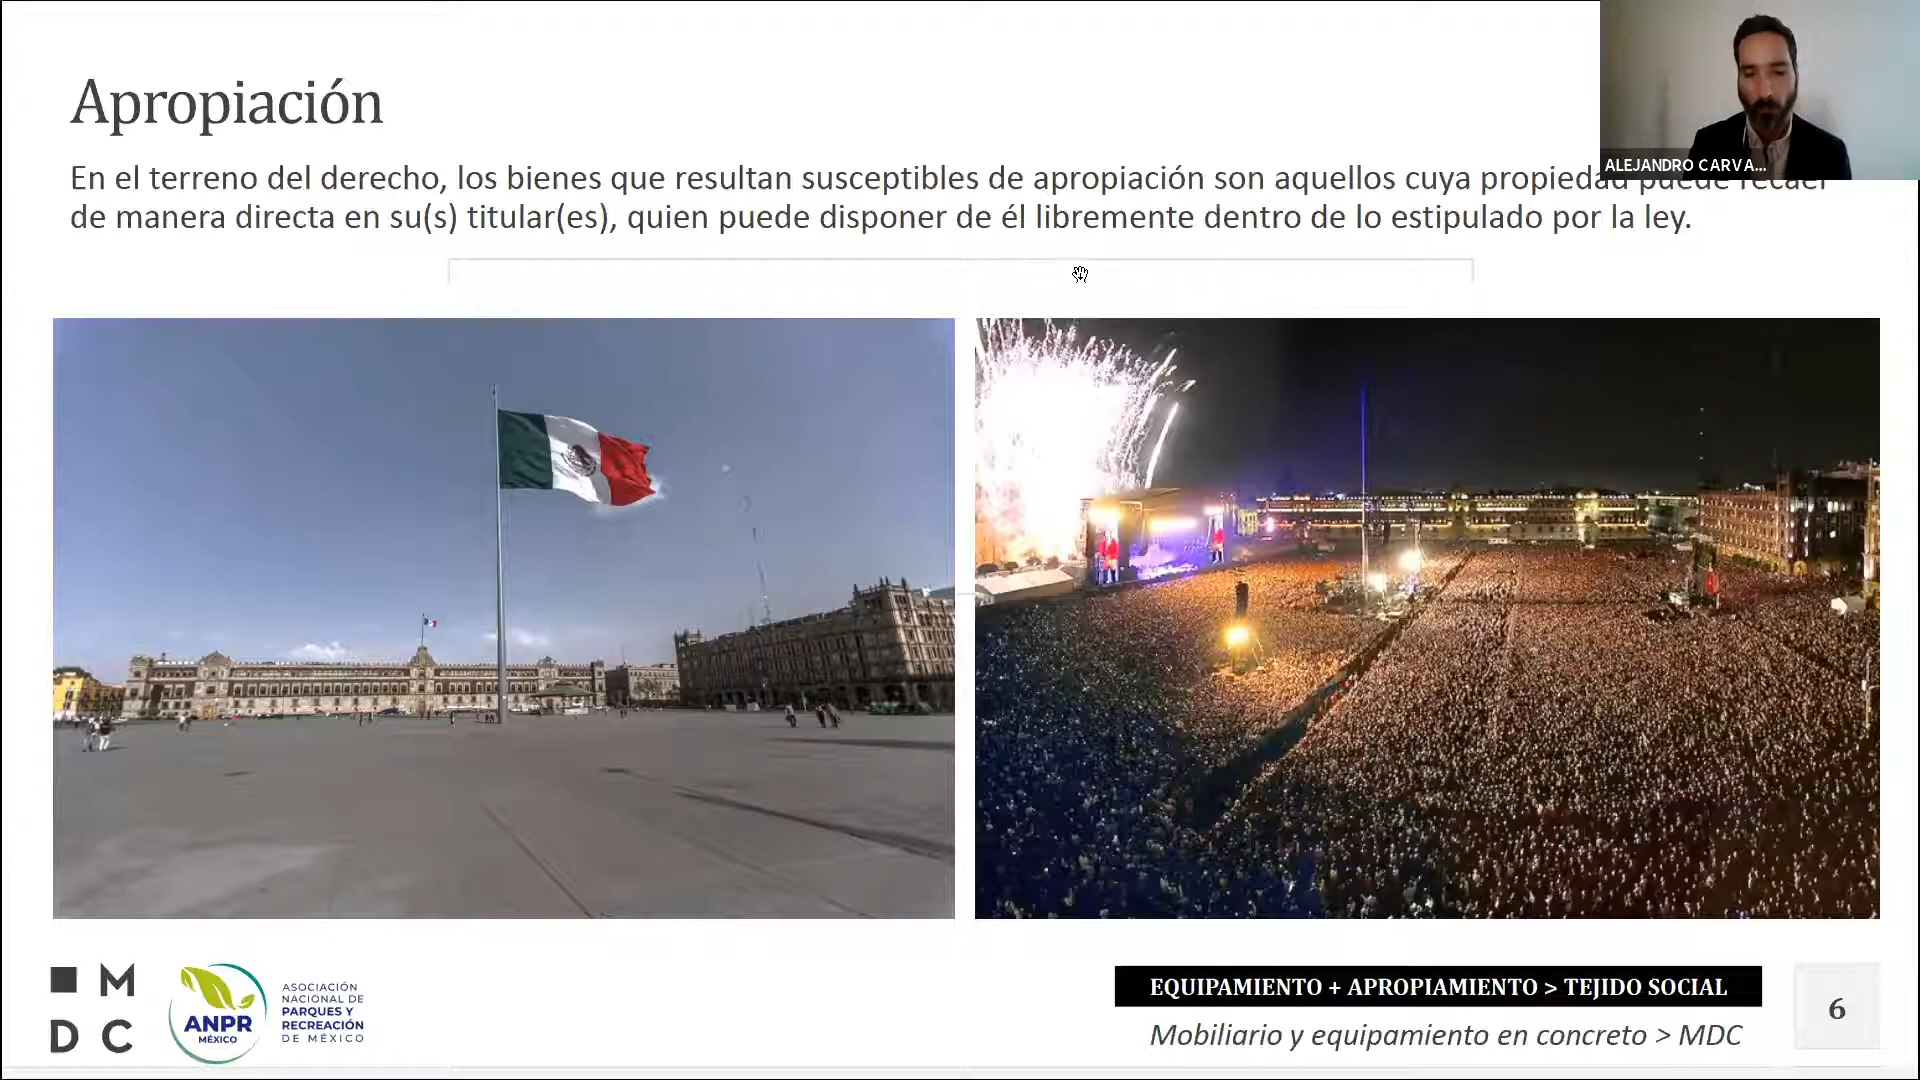 Apropiación
En el terreno del derecho, los bienes que resultan susceptibles de apropiación son aquellos cuya propiedad puede recaer
de manera directa en su(s) titular(es), quien puede disponer de él libremente dentro de lo estipulado por la ley.
ALEJANDRO CARVA...
M
D C
ANPR
MÉXICO
ASOCIACIÓN
NACIONAL DE
PARQUES Y
RECREACIÓN
DE MÉXICO
EQUIPAMIENTO + APROPIAMIENTO > TEJIDO SOCIAL
Mobiliario y equipamiento en concreto > MDC
6